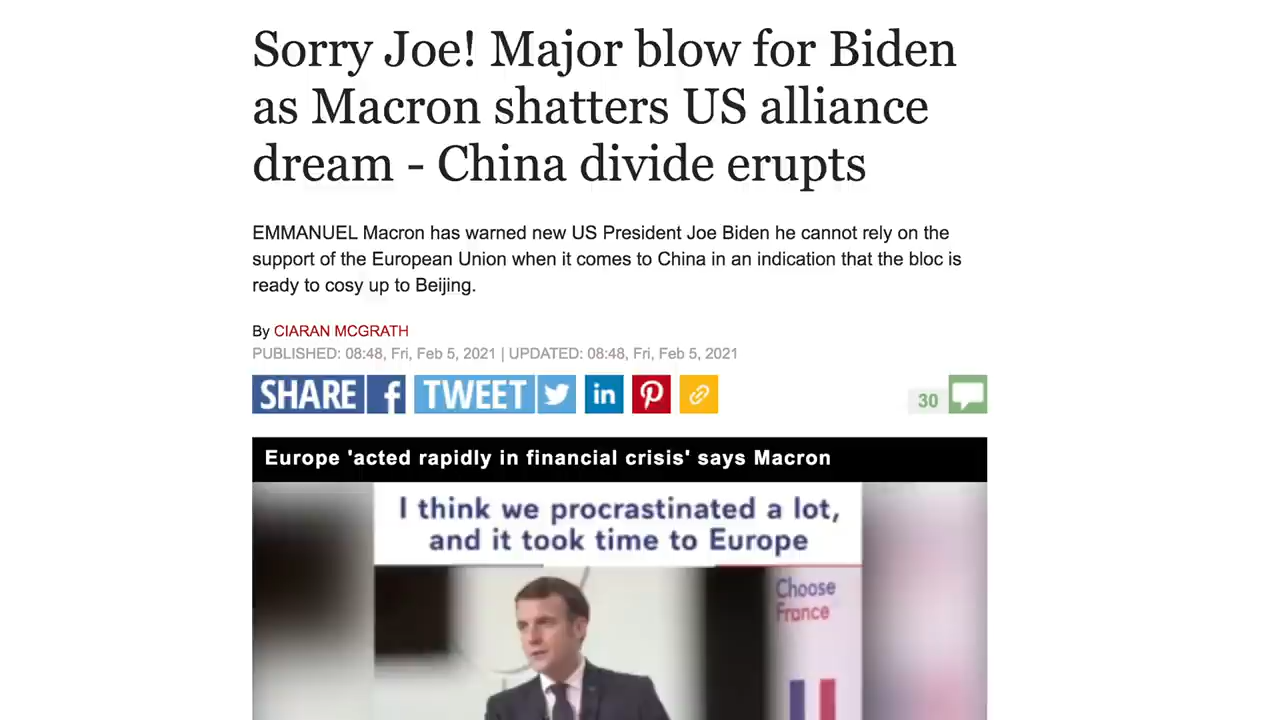 Sorry Joe! Major blow for Biden
as Macron shatters US alliance
dream - China divide erupts
EMMANUEL Macron has warned new US President Joe Biden he cannot rely on the
support of the European Union when it comes to China in an indication that the bloc is
ready to cosy up to Beijing.
By CIARAN MCGRATH
PUBLISHED: 08:48, Fri, Feb 5, 2021 | UPDATED: 08:48, Fri, Feb 5, 2021
SHARE f TWEET in
30
Europe 'acted rapidly in financial crisis' says Macron
I think we procrastinated a lot,
and it took time to Europe
Choose
France